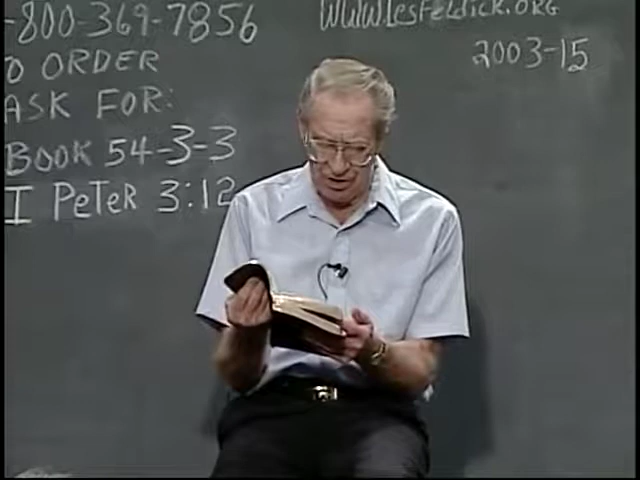 -800-369-7856
WWW.LESFELDICK.ORG
2003-15
O ORDER
ASK FOR:
BOOK 54-3-3
I PETER 3:12